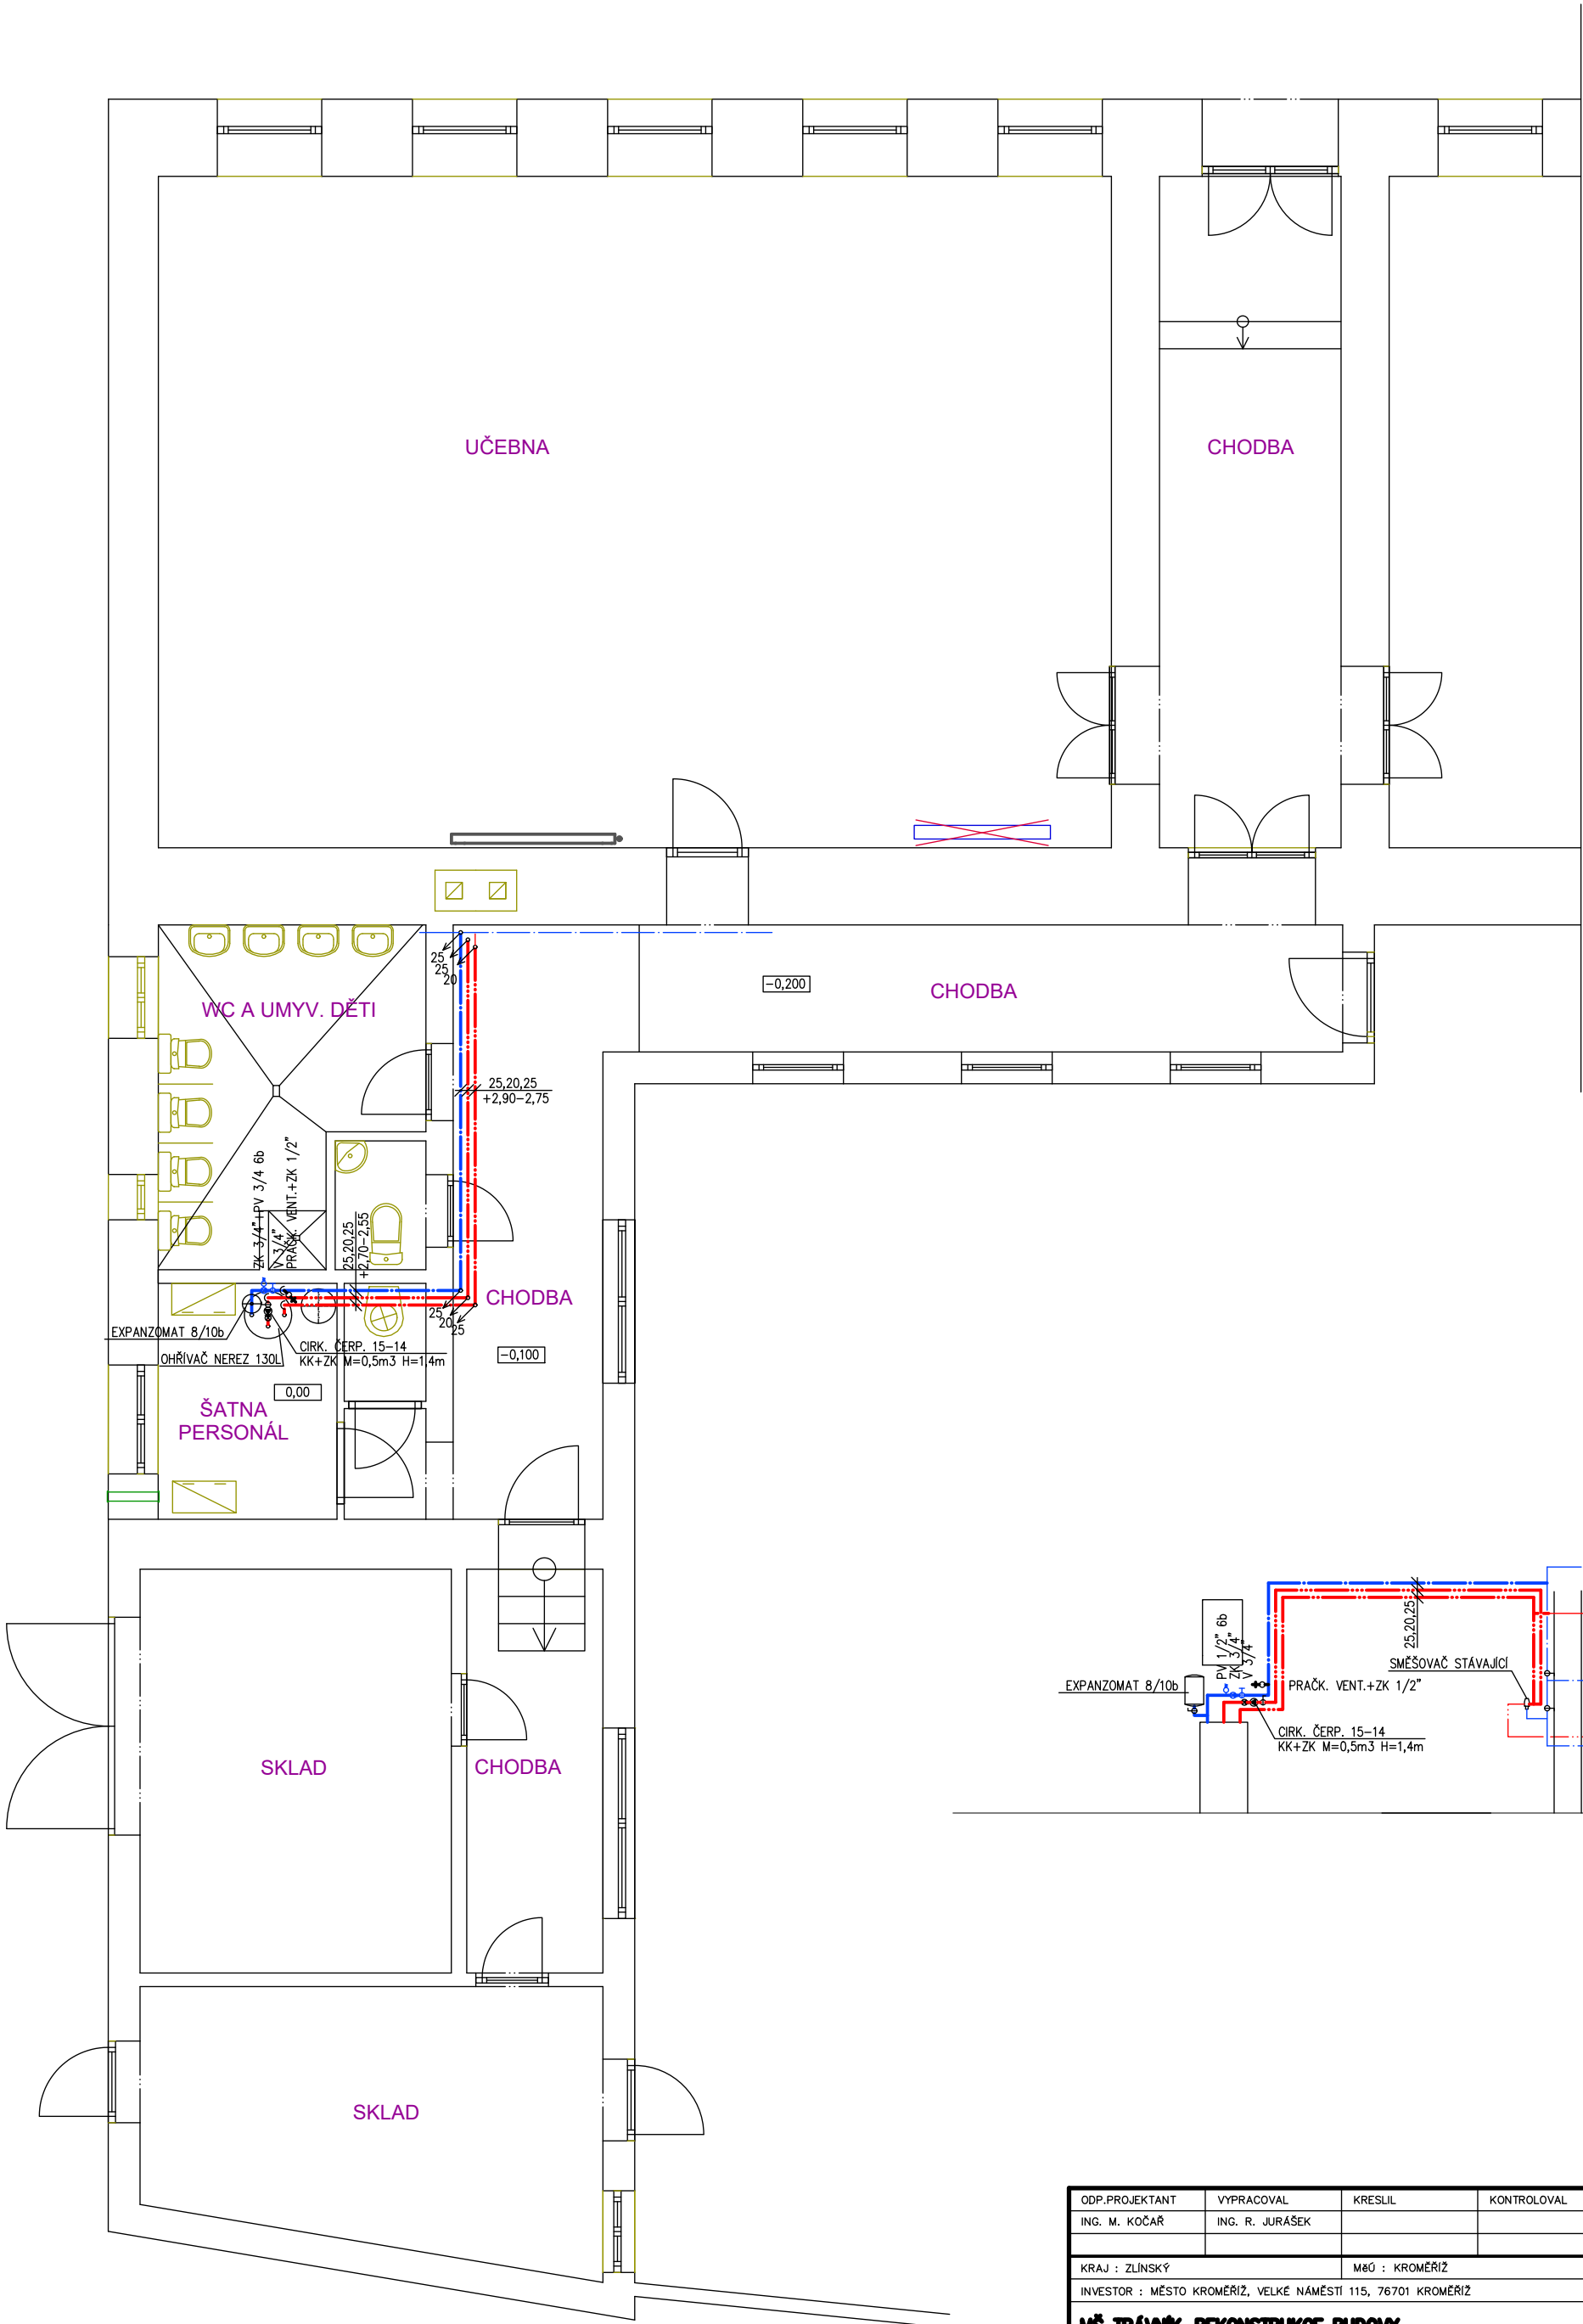 UČEBNA
CHODBA
25
25
20
-0,200
CHODBA
WC A UMYV. DĚTI
25,20,25
+2,90-2,75
ZK 3/4"+PV 3/4 6b
V 3/4"
PRAČK. VENT.+ZK 1/2"
25,20,25
+2,70-2,55
CHODBA
25
20
25
EXPANZOMAT 8/10b
CIRK. ČERP. 15-14
KK+ZK M=0,5m3 H=1,4m
OHŘÍVAČ NEREZ 130L
-0,100
0,00
ŠATNA
PERSONÁL
PV 1/2" 6b
ZK 3/4"
V 3/4"
25,20,25
SMĚŠOVAČ STÁVAJÍCÍ
EXPANZOMAT 8/10b
PRAČK. VENT.+ZK 1/2"
CIRK. ČERP. 15-14
KK+ZK M=0,5m3 H=1,4m
SKLAD
CHODBA
SKLAD
ODP.PROJEKTANT VYPRACOVAL KRESLIL KONTROLOVAL
ING. M. KOČAŘ ING. R. JURÁŠEK
KRAJ : ZLÍNSKÝ MěÚ : KROMĚŘÍŽ
INVESTOR : MĚSTO KROMĚŘÍŽ, VELKÉ NÁMĚSTÍ 115, 76701 KROMĚŘÍŽ
MŠ TRÁVNÍK, REKONSTRUKCE BUDOVY